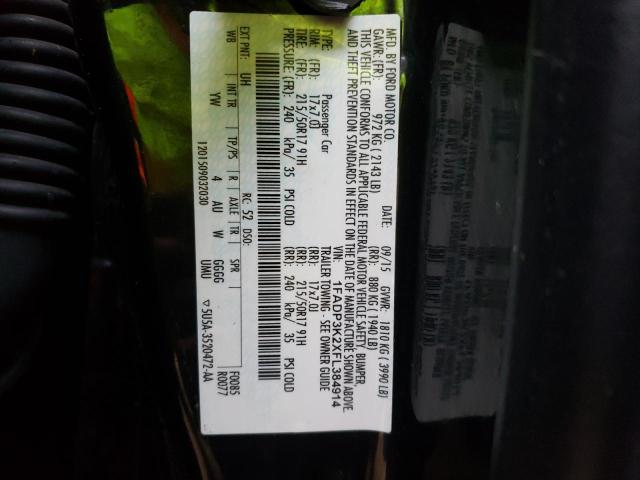 MFD BY FORD MOTOR CO.
DATE: 09/15 GVWR: 1810 KG ( 3990 LB)
GAWR: (FR): 972 KG ( 2143 LB) (RR): 880 KG ( 1940 LB)
THIS VEHICLE CONFORMS TO ALL APPLICABLE FEDERAL MOTOR VEHICLE SAFETY, BUMPER,
AND THEFT PREVENTION STANDARDS IN EFFECT ON THE DATE OF MANUFACTURE SHOWN ABOVE.
VIN: 1FADP3K2XFL384914
TYPE: Passenger Car TRAILER TOWING - SEE OWNER GUIDE
RIM: (FR): 17x7.0J (RR): 17x7.0J
TIRE: (FR): 215/50R17 91H (RR): 215/50R17 91H
PRESSURE: (FR): 240 kPa/ 35 PSI COLD (RR): 240 kPa/ 35 PSI COLD
EXT PNT: UH RC: 52 DSO: F0085
WB INT TR TP/PS R AXLE TR SPR R0077
YW 4 AU W GGGG
UMU
1201509032030 ▽ 5U5A-3520472-AA